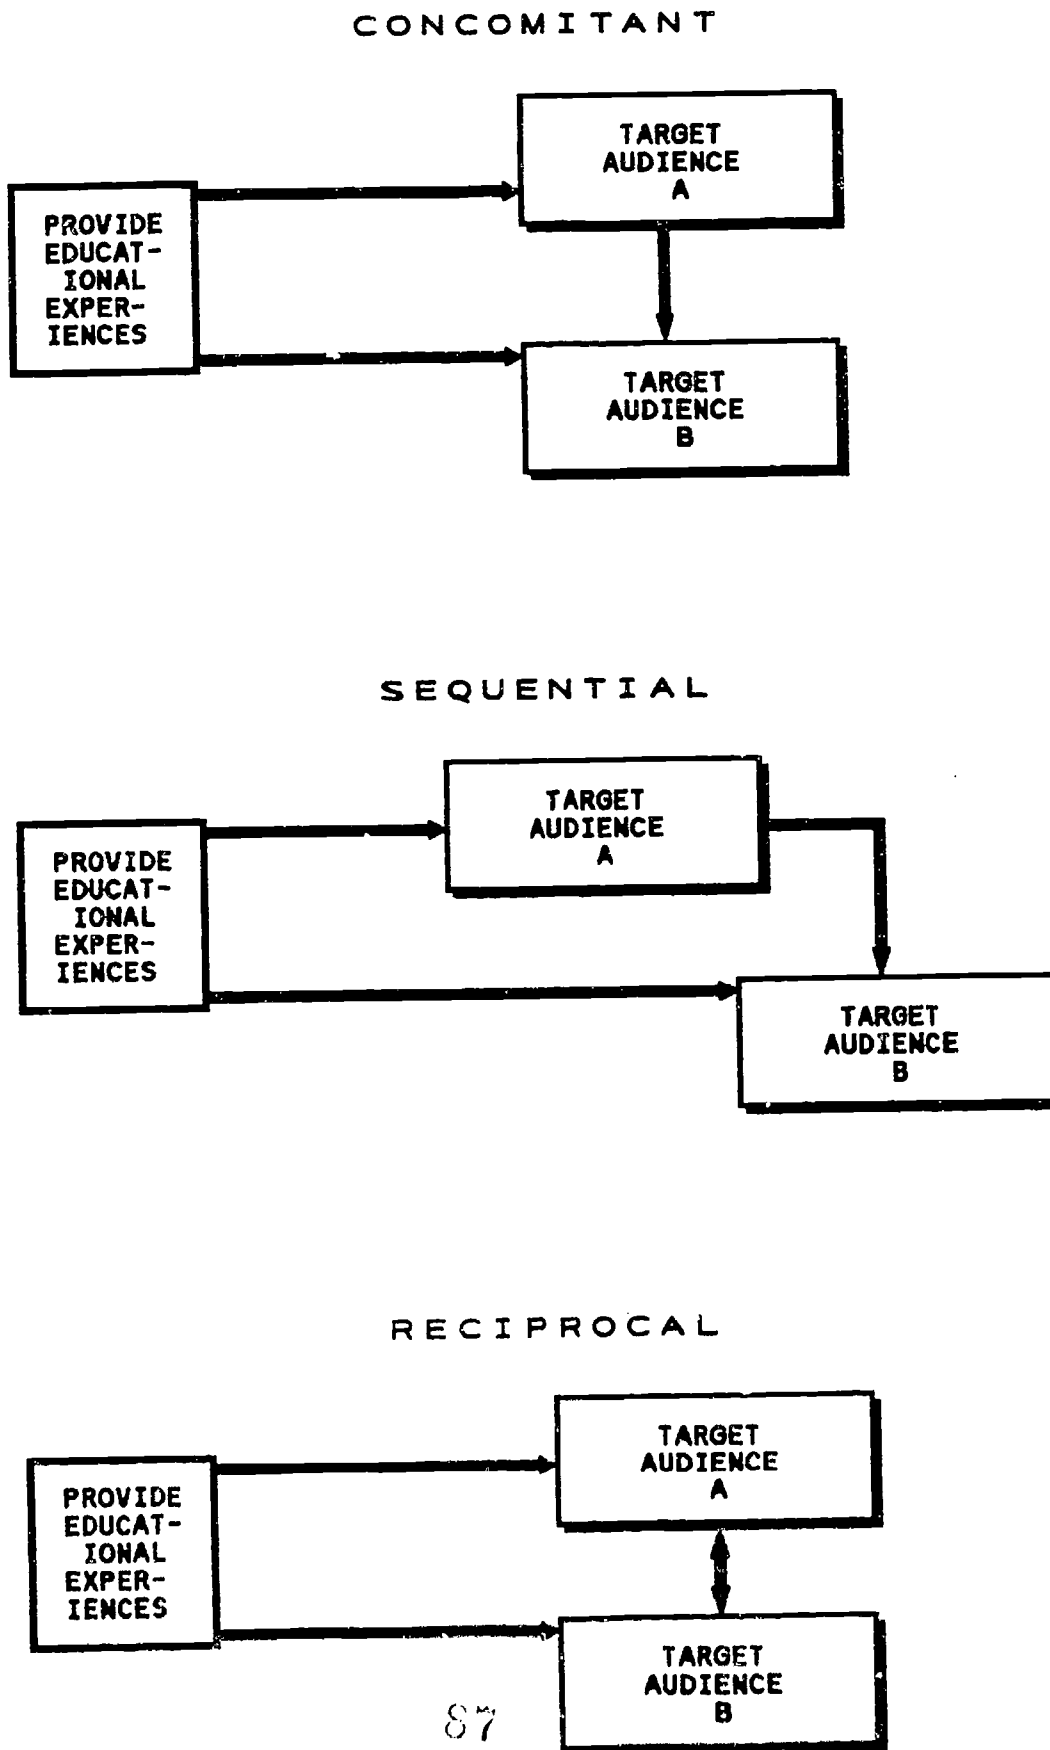 CONCOMITANT
TARGET
AUDIENCE
A
PROVIDE
EDUCAT-
IONAL
EXPER-
IENCES
TARGET
AUDIENCE
B
SEQUENTIAL
TARGET
AUDIENCE
A
PROVIDE
EDUCAT-
IONAL
EXPER-
IENCES
TARGET
AUDIENCE
B
RECIPROCAL
TARGET
AUDIENCE
A
PROVIDE
EDUCAT-
IONAL
EXPER-
IENCES
TARGET
AUDIENCE
B
87